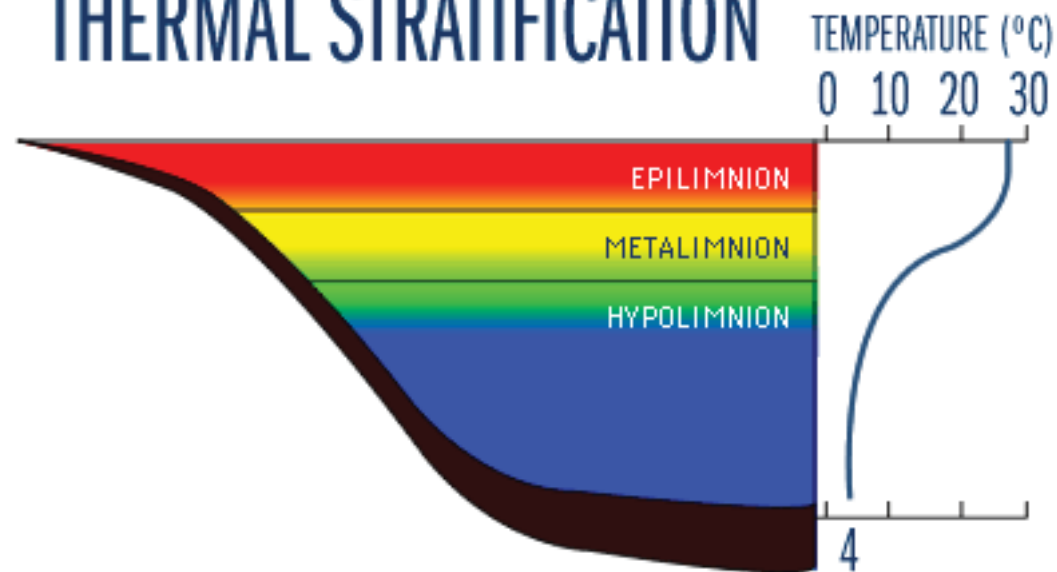 THERMAL STRATIFICATION
TEMPERATURE (°C)
0 10 20 30
EPILIMNION
METALIMNION
HYPOLIMNION
4